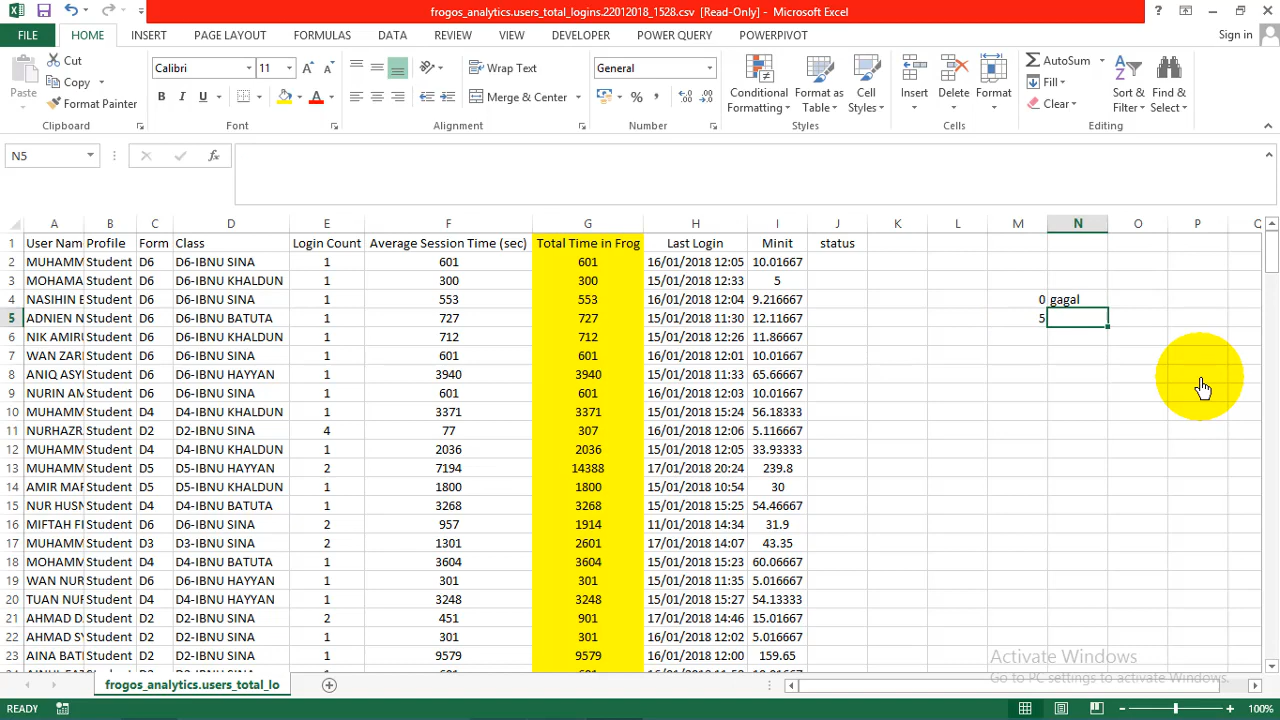 frogos_analytics.users_total_logins.22012018_1528.csv [Read-Only] - Microsoft Excel
FILE HOME INSERT PAGE LAYOUT FORMULAS DATA REVIEW VIEW DEVELOPER POWER QUERY POWERPIVOT Sign in
Paste Cut Copy Format Painter
Calibri 11 B I U A
Wrap Text Merge & Center
General % ,
Conditional Formatting Format as Table Cell Styles
Insert Delete Format
AutoSum Fill Clear Sort & Filter Find & Select
Clipboard Font Alignment Number Styles Cells Editing
N5 fx
A B C D E F G H I J K L M N O P
1 User Nam Profile Form Class Login Count Average Session Time (sec) Total Time in Frog Last Login Minit status
2 MUHAMM Student D6 D6-IBNU SINA 1 601 601 16/01/2018 12:05 10.01667
3 MOHAMA Student D6 D6-IBNU KHALDUN 1 300 300 15/01/2018 12:33 5
4 NASIHIN Student D6 D6-IBNU SINA 1 553 553 16/01/2018 12:04 9.216667 0 gagal
5 ADNIEN N Student D6 D6-IBNU BATUTA 1 727 727 15/01/2018 11:30 12.11667 5
6 NIK AMIR Student D6 D6-IBNU KHALDUN 1 712 712 15/01/2018 12:26 11.86667
7 WAN ZAR Student D6 D6-IBNU SINA 1 601 601 16/01/2018 12:01 10.01667
8 ANIQ ASY Student D6 D6-IBNU HAYYAN 1 3940 3940 15/01/2018 11:33 65.66667
9 NURIN AM Student D6 D6-IBNU SINA 1 601 601 16/01/2018 12:03 10.01667
10 MUHAMM Student D4 D4-IBNU KHALDUN 1 3371 3371 15/01/2018 15:24 56.18333
11 NURHAZR Student D2 D2-IBNU SINA 4 77 307 16/01/2018 12:06 5.116667
12 MUHAMM Student D4 D4-IBNU KHALDUN 1 2036 2036 15/01/2018 12:05 33.93333
13 MUHAMM Student D5 D5-IBNU HAYYAN 2 7194 14388 17/01/2018 20:24 239.8
14 AMIR MAR Student D5 D5-IBNU KHALDUN 1 1800 1800 15/01/2018 10:54 30
15 NUR HUSN Student D4 D4-IBNU BATUTA 1 3268 3268 15/01/2018 15:25 54.46667
16 MIFTAH F Student D6 D6-IBNU SINA 2 957 1914 11/01/2018 14:34 31.9
17 MUHAMM Student D3 D3-IBNU SINA 2 1301 2601 17/01/2018 14:07 43.35
18 MOHAMM Student D4 D4-IBNU BATUTA 1 3604 3604 15/01/2018 15:23 60.06667
19 WAN NUR Student D6 D6-IBNU HAYYAN 1 301 301 15/01/2018 11:35 5.016667
20 TUAN NUR Student D4 D4-IBNU HAYYAN 1 3248 3248 15/01/2018 15:27 54.13333
21 AHMAD D Student D2 D2-IBNU SINA 2 451 901 17/01/2018 14:46 15.01667
22 AHMAD S Student D2 D2-IBNU SINA 1 301 301 16/01/2018 12:02 5.016667
23 AINA BAT Student D2 D2-IBNU SINA 1 9579 9579 16/01/2018 12:00 159.65
Activate Windows
Go to PC settings to activate Windows.
frogos_analytics.users_total_lo
READY 100%